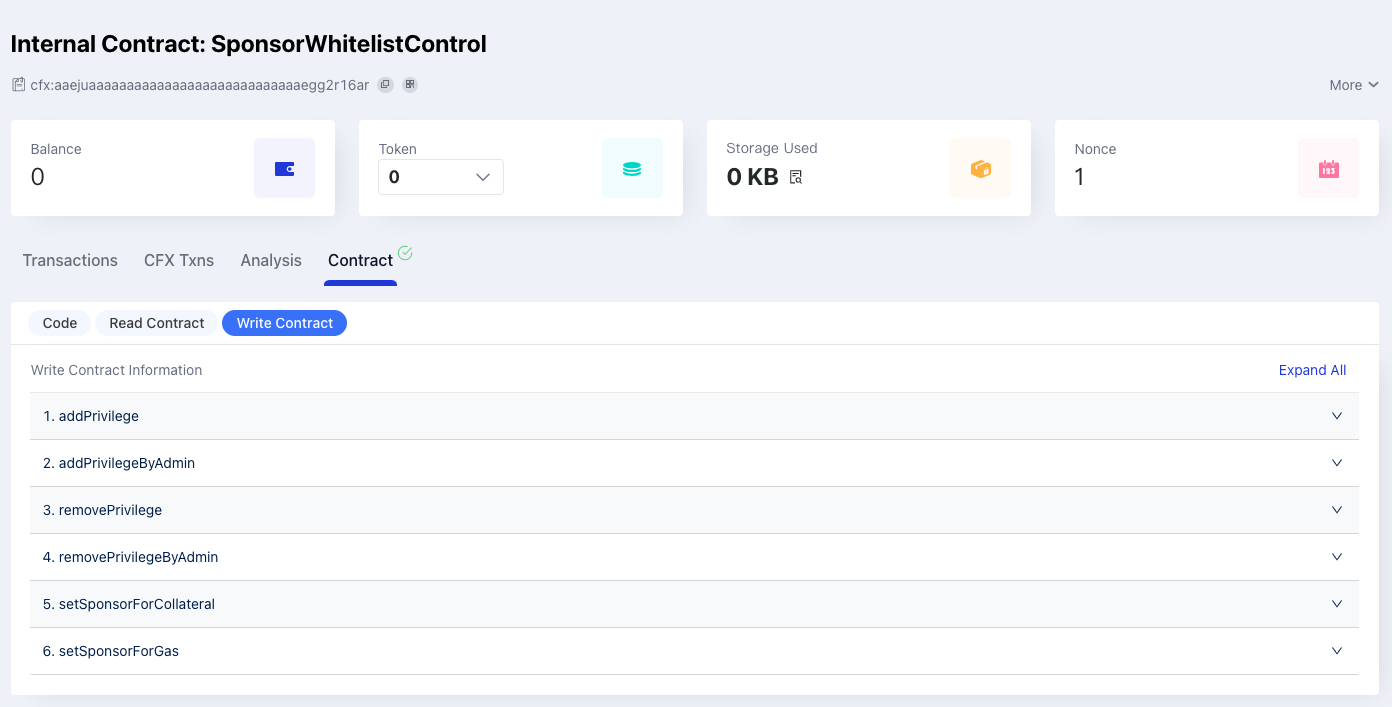 Internal Contract: SponsorWhitelistControl
cfx:aaejuaaaaaaaaaaaaaaaaaaaaaaaaaaaaegg2r16ar
More
Balance
0
Token
0
Storage Used
0 KB
Nonce
1
123
Transactions
CFX Txns
Analysis
Contract
Code
Read Contract
Write Contract
Write Contract Information
Expand All
1. addPrivilege
2. addPrivilegeByAdmin
3. removePrivilege
4. removePrivilegeByAdmin
5. setSponsorForCollateral
6. setSponsorForGas